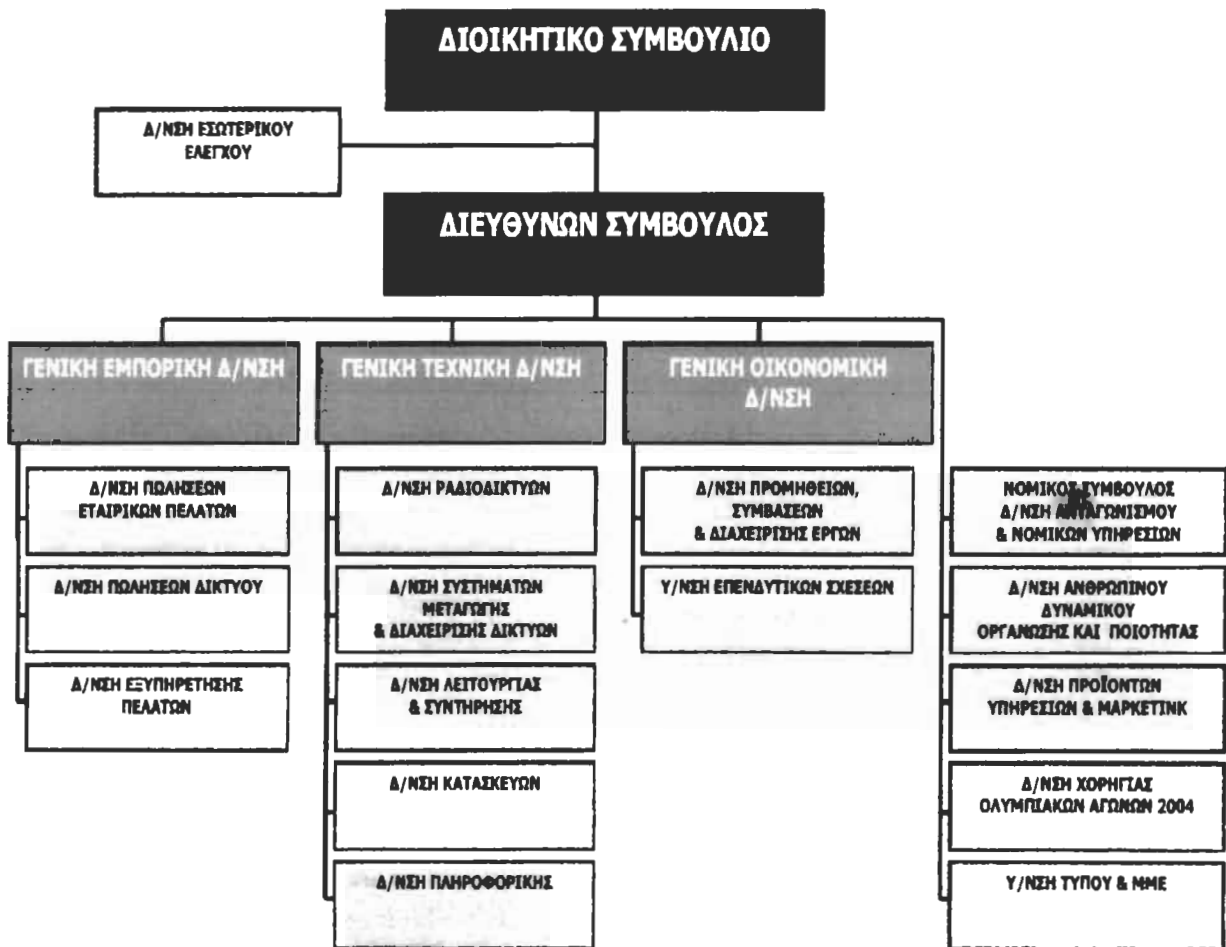 ΔΙΟΙΚΗΤΙΚΟ ΣΥΜΒΟΥΛΙΟ
Δ/ΝΣΗ ΕΣΩΤΕΡΙΚΟΥ
ΕΛΕΓΧΟΥ
ΔΙΕΥΘΥΝΩΝ ΣΥΜΒΟΥΛΟΣ
ΓΕΝΙΚΗ ΕΜΠΟΡΙΚΗ Δ/ΝΣΗ
Δ/ΝΣΗ ΠΩΛΗΣΕΩΝ
ΕΤΑΙΡΙΚΩΝ ΠΕΛΑΤΩΝ
Δ/ΝΣΗ ΠΩΛΗΣΕΩΝ ΔΙΚΤΥΟΥ
Δ/ΝΣΗ ΕΞΥΠΗΡΕΤΗΣΗΣ
ΠΕΛΑΤΩΝ
ΓΕΝΙΚΗ ΤΕΧΝΙΚΗ Δ/ΝΣΗ
Δ/ΝΣΗ ΡΑΔΙΟΔΙΚΤΥΩΝ
Δ/ΝΣΗ ΣΥΣΤΗΜΑΤΩΝ
ΜΕΤΑΓΩΓΗΣ
& ΔΙΑΧΕΙΡΙΣΗΣ ΔΙΚΤΥΩΝ
Δ/ΝΣΗ ΛΕΙΤΟΥΡΓΙΑΣ
& ΣΥΝΤΗΡΗΣΗΣ
Δ/ΝΣΗ ΚΑΤΑΣΚΕΥΩΝ
Δ/ΝΣΗ ΠΛΗΡΟΦΟΡΙΚΗΣ
ΓΕΝΙΚΗ ΟΙΚΟΝΟΜΙΚΗ
Δ/ΝΣΗ
Δ/ΝΣΗ ΠΡΟΜΗΘΕΙΩΝ,
ΣΥΜΒΑΣΕΩΝ
& ΔΙΑΧΕΙΡΙΣΗΣ ΕΡΓΩΝ
Υ/ΝΣΗ ΕΠΕΝΔΥΤΙΚΩΝ ΣΧΕΣΕΩΝ
ΝΟΜΙΚΟΣ ΣΥΜΒΟΥΛΟΣ
Δ/ΝΣΗ ΑΝΤΑΓΩΝΙΣΜΟΥ
& ΝΟΜΙΚΩΝ ΥΠΗΡΕΣΙΩΝ
Δ/ΝΣΗ ΑΝΘΡΩΠΙΝΟΥ
ΔΥΝΑΜΙΚΟΥ
ΟΡΓΑΝΩΣΗΣ ΚΑΙ ΠΟΙΟΤΗΤΑΣ
Δ/ΝΣΗ ΠΡΟΪΟΝΤΩΝ
ΥΠΗΡΕΣΙΩΝ & ΜΑΡΚΕΤΙΝΚ
Δ/ΝΣΗ ΧΟΡΗΓΙΑΣ
ΟΛΥΜΠΙΑΚΩΝ ΑΓΩΝΩΝ 2004
Υ/ΝΣΗ ΤΥΠΟΥ & ΜΜΕ